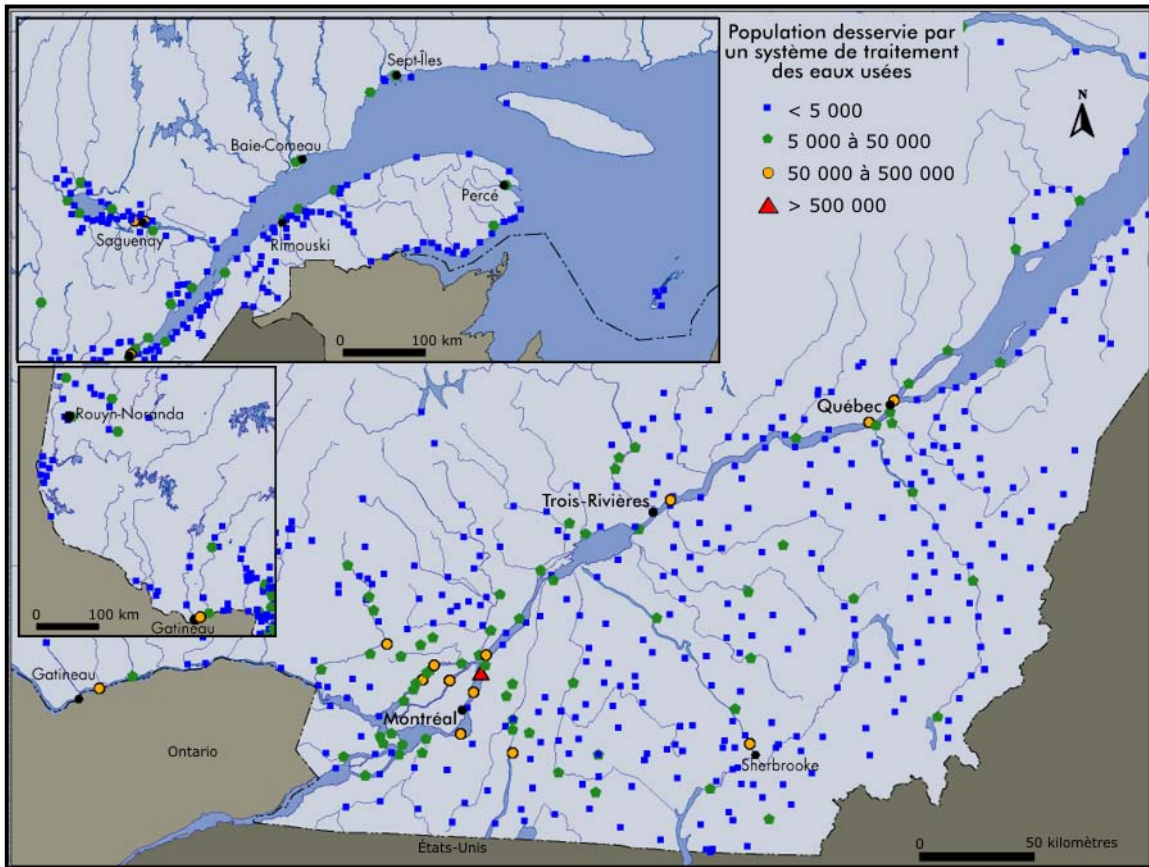 Population desservie par
un système de traitement
des eaux usées
< 5 000
5 000 à 50 000
50 000 à 500 000
> 500 000
N
Sept-Îles
Baie-Comeau
Percé
Saguenay
Rimouski
0 100 km
Rouyn-Noranda
0 100 km
Gatineau
Québec
Trois-Rivières
Gatineau
Montréal
Ontario
Sherbrooke
États-Unis
0 50 kilomètres